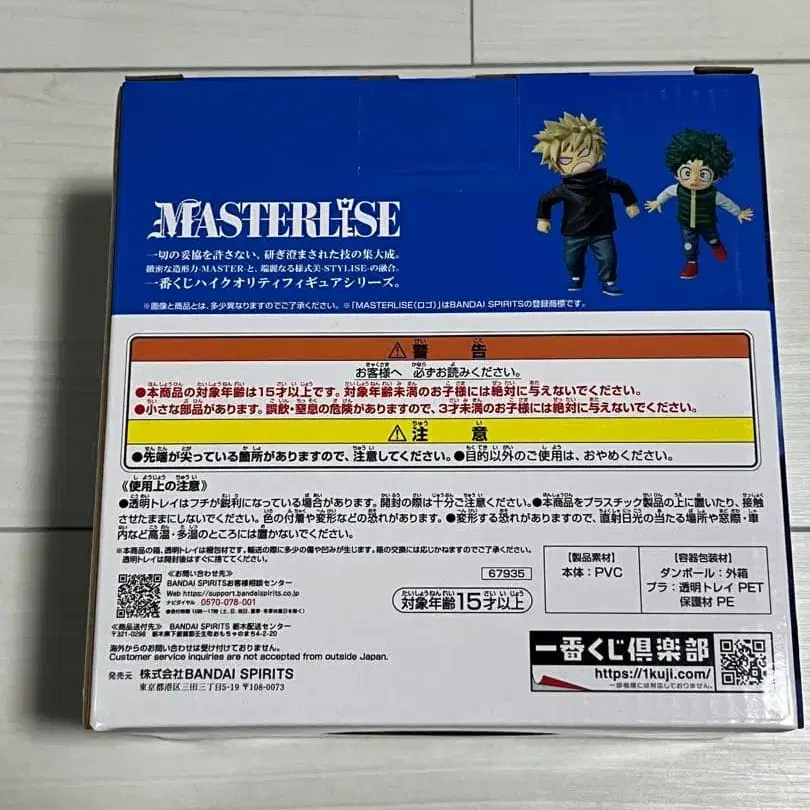 MASTERLISE
一切の妥協を許さない、研ぎ澄まされた技の集大成。
緻密な造形力-MASTER-と、端麗なる様式美-STYLISE-の融合。
一番くじハイクオリティフィギュアシリーズ。
※画像と商品とは、多少異なりますのでご了承ください。※「MASTERLISE(ロゴ)」はBANDAI SPIRITSの登録商標です。
⚠警告
お客様へ 必ずお読みください。
●本商品の対象年齢は15才以上です。対象年齢未満のお子様には絶対に与えないでください。
●小さな部品があります。誤飲・窒息の危険がありますので、3才未満のお子様には絶対に与えないでください。
⚠注意
●先端が尖っている箇所がありますので、注意してください。●目的以外のご使用は、おやめください。
《使用上の注意》
●透明トレイはフチが鋭利になっている場合があります。開封の際は十分ご注意ください。●本商品をプラスチック製品の上に置いたり、接触
させたままにしないでください。色の付着や変形などの恐れがあります。●変形する恐れがありますので、直射日光の当たる場所や窓際・車
内など高温・多湿のところには置かないでください。
※本商品の箱、透明トレイは梱包材です。輸送の際に多少の傷や凹みが生じます。箱の交換には応じかねますのでご了承ください。
透明トレイは開封後はすぐに捨ててください。
≪お問い合わせ先≫
BANDAI SPIRITSお客様相談センター
Web https://support.bandaispirits.co.jp
ナビダイヤル 0570-078-001
67935
対象年齢15才以上
【製品素材】
本体:PVC
【容器包装材】
ダンボール:外箱
プラ:透明トレイ PET
保護材 PE
≪商品送付先≫ BANDAI SPIRITS 栃木配送センター
〒321-0298 栃木県下都賀郡壬生町おもちゃのまち4-2-20
海外からのお問い合わせは受け付けておりません。
Customer service inquiries are not accepted from outside Japan.
発売元 株式会社BANDAI SPIRITS
東京都港区三田三丁目5-19 〒108-0073
一番くじ倶楽部
https://1kuji.com/